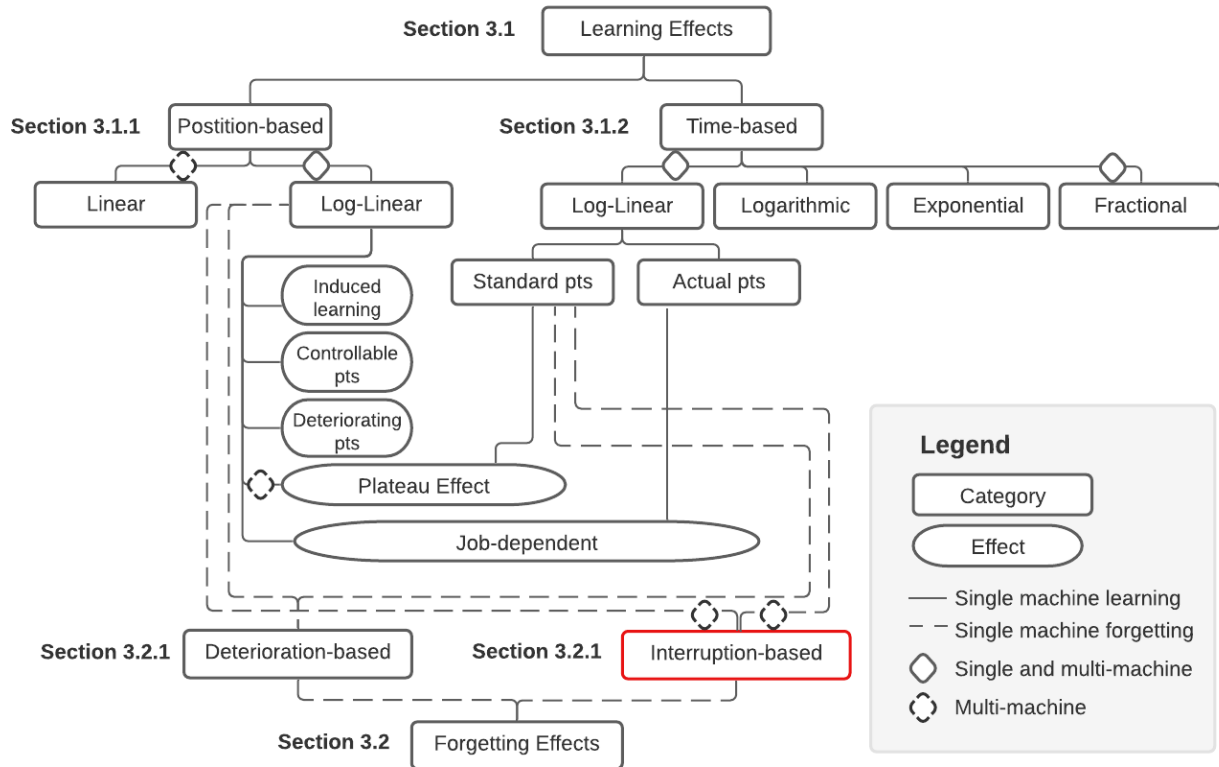 Section 3.1
Learning Effects
Section 3.1.1
Postition-based
Section 3.1.2
Time-based
Linear
Log-Linear
Log-Linear
Logarithmic
Exponential
Fractional
Induced
learning
Standard pts
Actual pts
Controllable
pts
Deteriorating
pts
Plateau Effect
Job-dependent
Section 3.2.1
Deterioration-based
Section 3.2.1
Interruption-based
Section 3.2
Forgetting Effects
Legend
Category
Effect
Single machine learning
Single machine forgetting
Single and multi-machine
Multi-machine